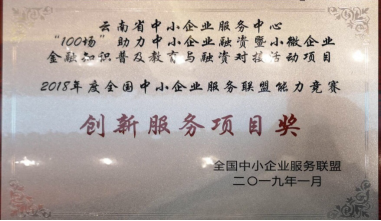 云南省中小企业服务中心
“100场”助力中小企业融资暨小微企业
金融知识普及教育与融资对接活动项目
2018年度全国中小企业服务联盟能力竞赛
创新服务项目奖
全国中小企业服务联盟
二〇一九年一月